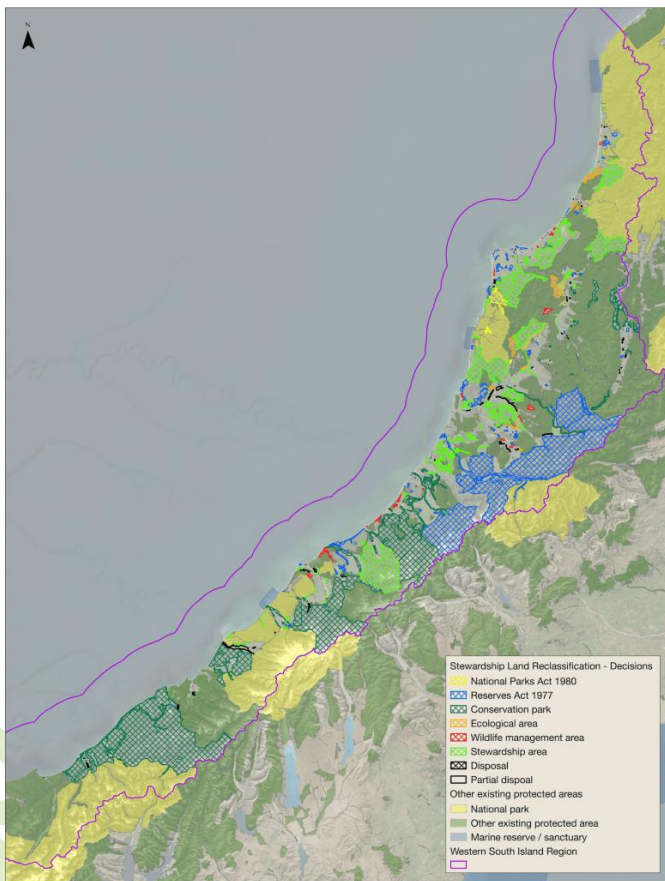 N
Stewardship Land Reclassification - Decisions
National Parks Act 1980
Reserves Act 1977
Conservation park
Ecological area
Wildlife management area
Stewardship area
Disposal
Partial dispoal
Other existing protected areas
National park
Other existing protected area
Marine reserve / sanctuary
Western South Island Region